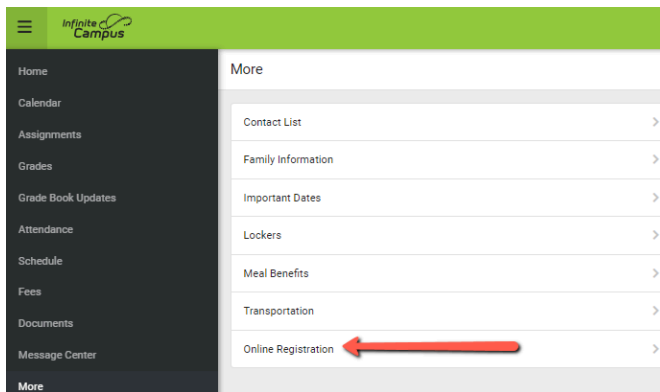 Infinite
Campus
Home
Calendar
Assignments
Grades
Grade Book Updates
Attendance
Schedule
Fees
Documents
Message Center
More
More
Contact List
Family Information
Important Dates
Lockers
Meal Benefits
Transportation
Online Registration